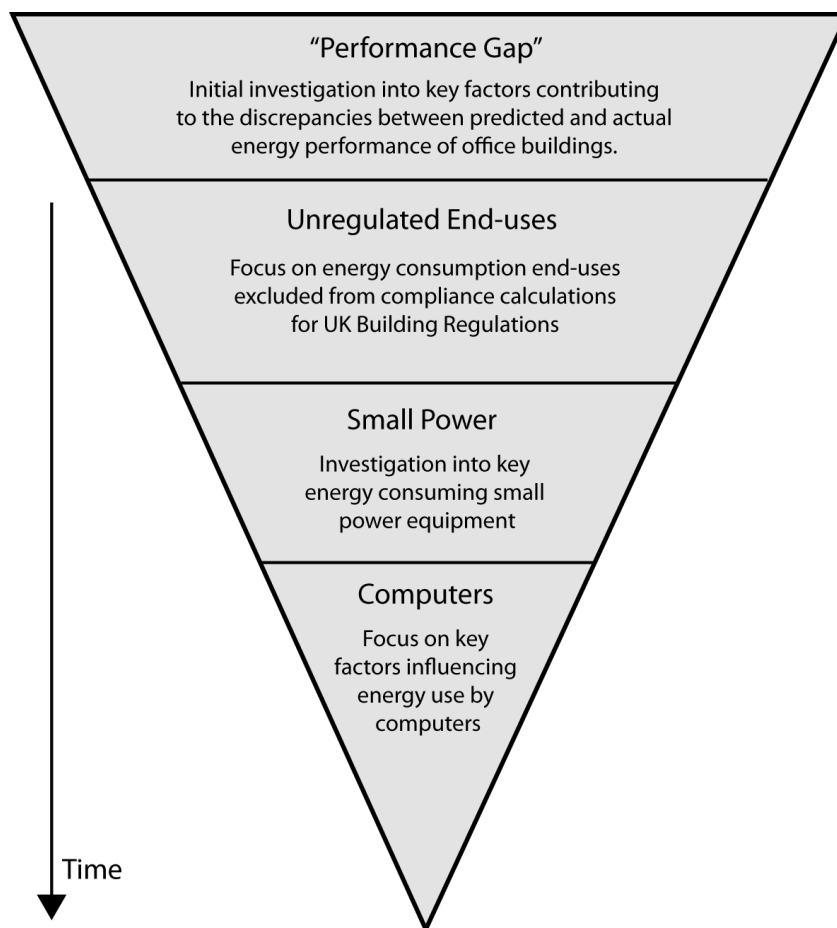 “Performance Gap”
Initial investigation into key factors contributing
to the discrepancies between predicted and actual
energy performance of office buildings.
Unregulated End-uses
Focus on energy consumption end-uses
excluded from compliance calculations
for UK Building Regulations
Small Power
Investigation into key
energy consuming small
power equipment
Computers
Focus on key
factors influencing
energy use by
computers
Time